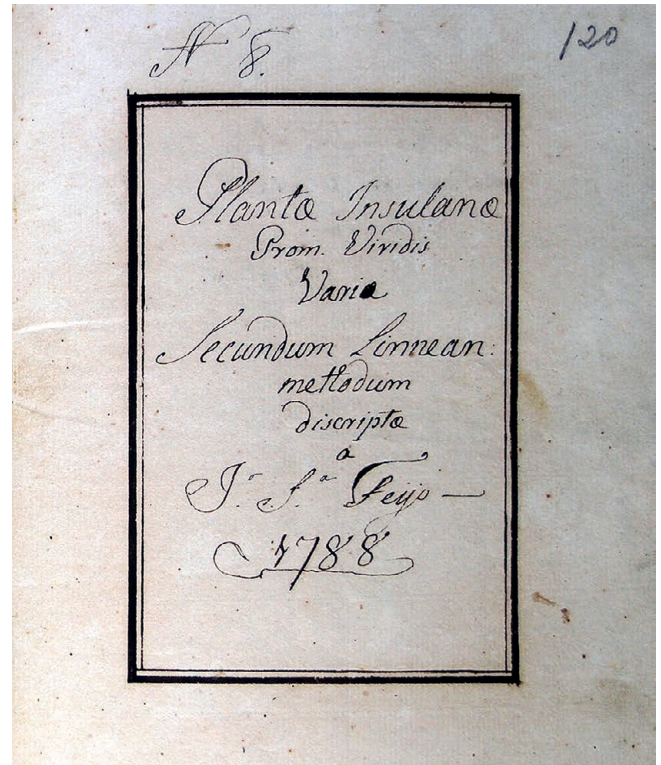 N 8.
120
Plantæ Insulanæ
Prom. Viridis
Variæ
Secundum Linnean:
methodum
discriptæ
a
J. S.ª Feijo
1788